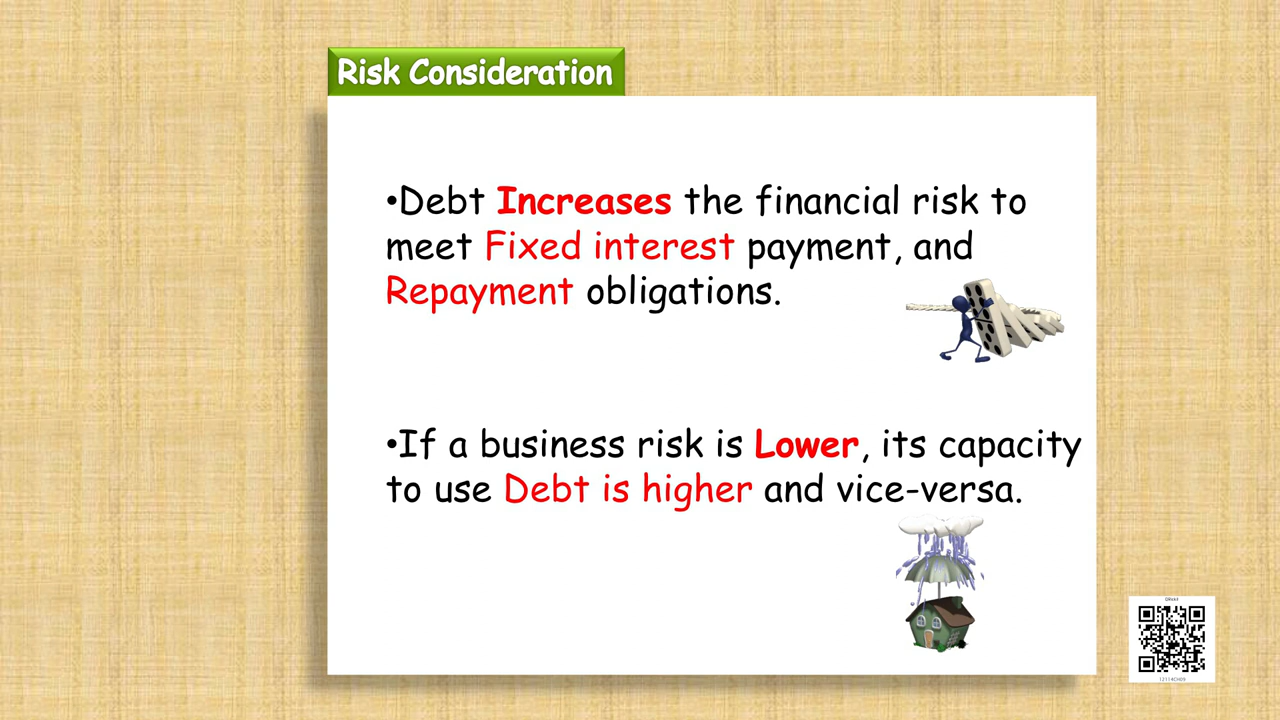 Risk Consideration
•Debt Increases the financial risk to
meet Fixed interest payment, and
Repayment obligations.
•If a business risk is Lower, its capacity
to use Debt is higher and vice-versa.
12114CH09